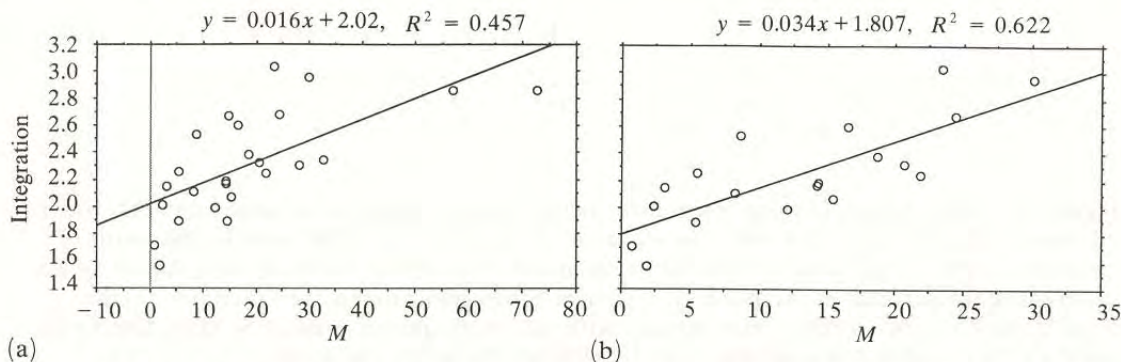 y = 0.016x + 2.02, R² = 0.457
3.2
3.0
2.8
2.6
2.4
2.2
2.0
1.8
1.6
1.4
Integration
−10 0 10 20 30 40 50 60 70 80
M
(a)
y = 0.034x + 1.807, R² = 0.622
0 5 10 15 20 25 30 35
M
(b)